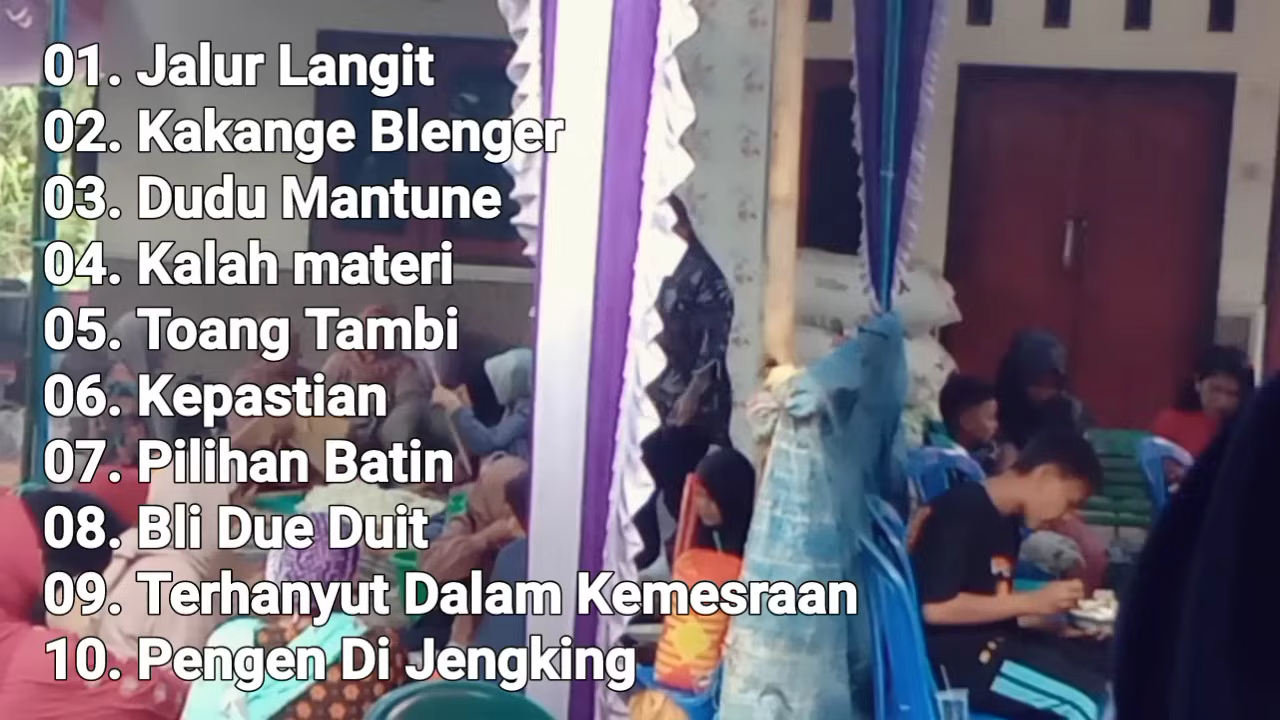 01. Jalur Langit
02. Kakange Blenger
03. Dudu Mantune
04. Kalah materi
05. Toang Tambi
06. Kepastian
07. Pilihan Batin
08. Bli Due Duit
09. Terhanyut Dalam Kemesraan
10. Pengen Di Jengking